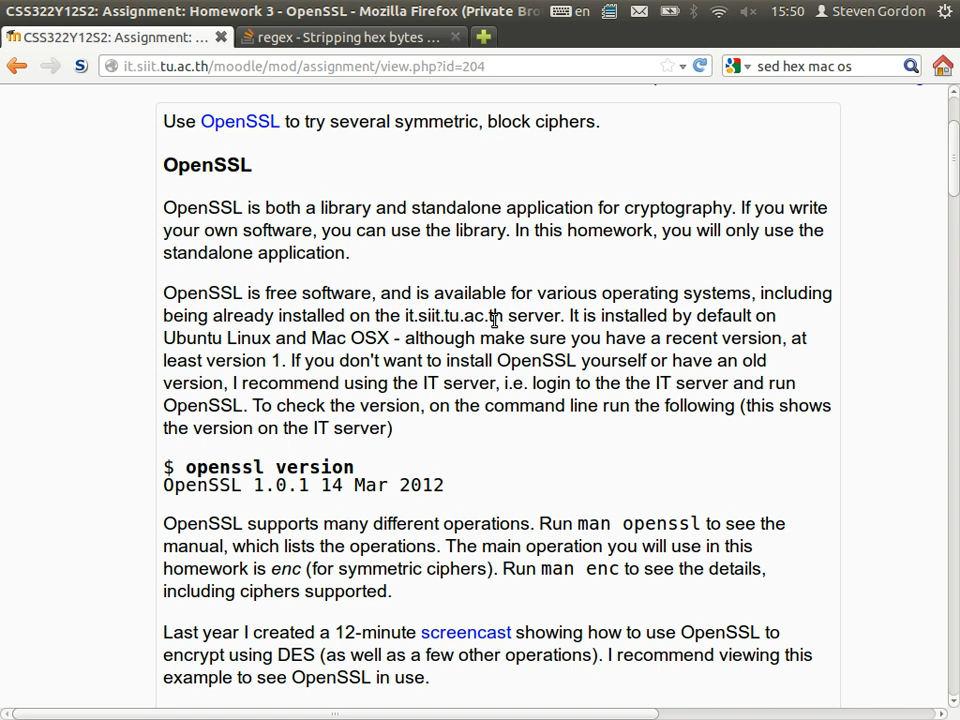 CSS322Y12S2: Assignment: Homework 3 - OpenSSL - Mozilla Firefox (Private Bro en 15:50 Steven Gordon
CSS322Y12S2: Assignment: ... regex - Stripping hex bytes ...
it.siit.tu.ac.th/moodle/mod/assignment/view.php?id=204 sed hex mac os
Use OpenSSL to try several symmetric, block ciphers.
OpenSSL
OpenSSL is both a library and standalone application for cryptography. If you write
your own software, you can use the library. In this homework, you will only use the
standalone application.
OpenSSL is free software, and is available for various operating systems, including
being already installed on the it.siit.tu.ac.th server. It is installed by default on
Ubuntu Linux and Mac OSX - although make sure you have a recent version, at
least version 1. If you don't want to install OpenSSL yourself or have an old
version, I recommend using the IT server, i.e. login to the the IT server and run
OpenSSL. To check the version, on the command line run the following (this shows
the version on the IT server)
$ openssl version
OpenSSL 1.0.1 14 Mar 2012
OpenSSL supports many different operations. Run man openssl to see the
manual, which lists the operations. The main operation you will use in this
homework is enc (for symmetric ciphers). Run man enc to see the details,
including ciphers supported.
Last year I created a 12-minute screencast showing how to use OpenSSL to
encrypt using DES (as well as a few other operations). I recommend viewing this
example to see OpenSSL in use.